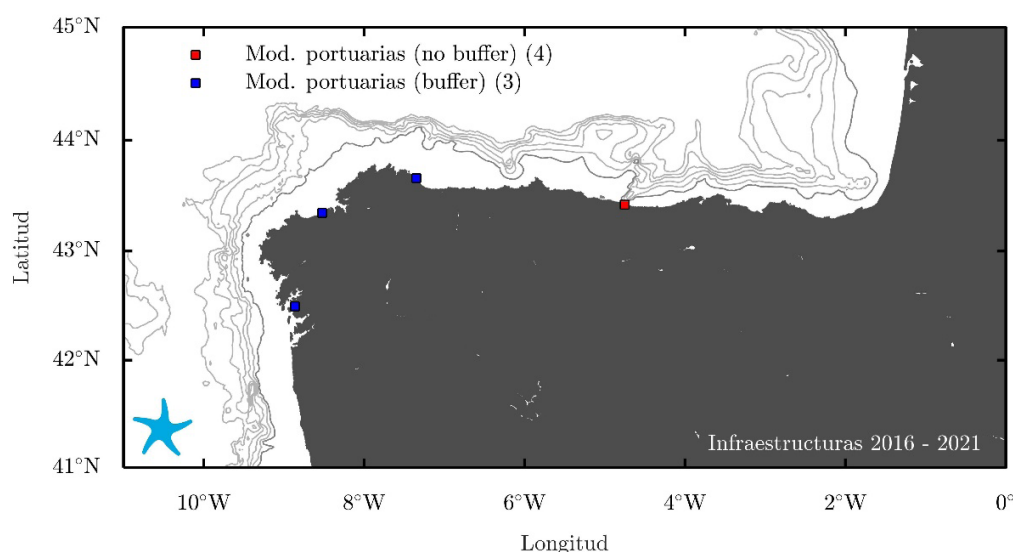 45°N
44°N
43°N
42°N
41°N
Latitud
Mod. portuarias (no buffer) (4)
Mod. portuarias (buffer) (3)
Infraestructuras 2016 - 2021
10°W
8°W
6°W
4°W
2°W
0°
Longitud